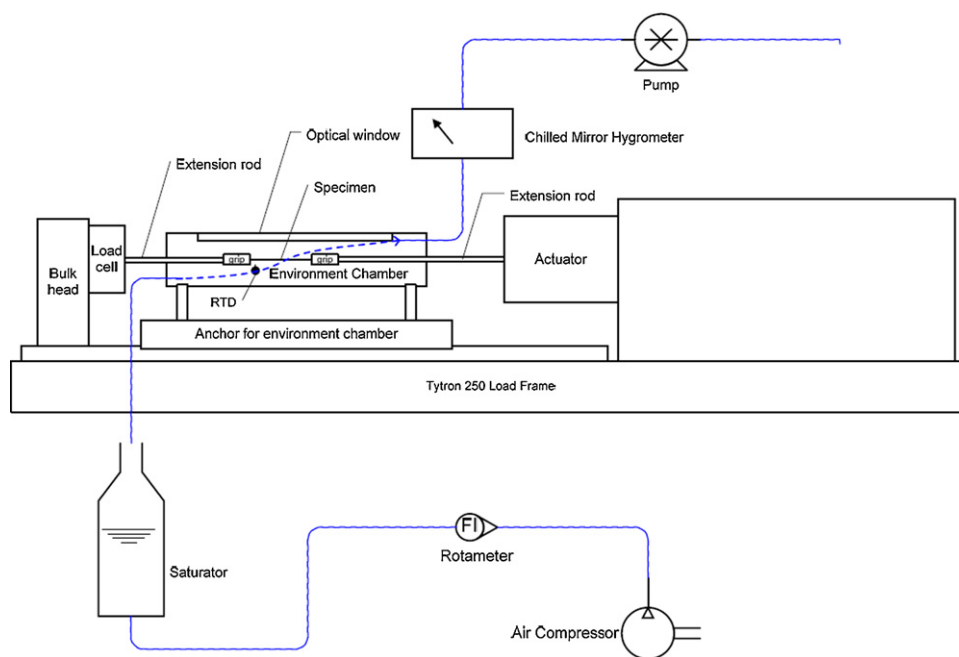 Pump
Optical window
Chilled Mirror Hygrometer
Extension rod
Specimen
Extension rod
Bulk
head
Load
cell
grip
grip
Environment Chamber
Actuator
RTD
Anchor for environment chamber
Tytron 250 Load Frame
FI
Rotameter
Saturator
Air Compressor